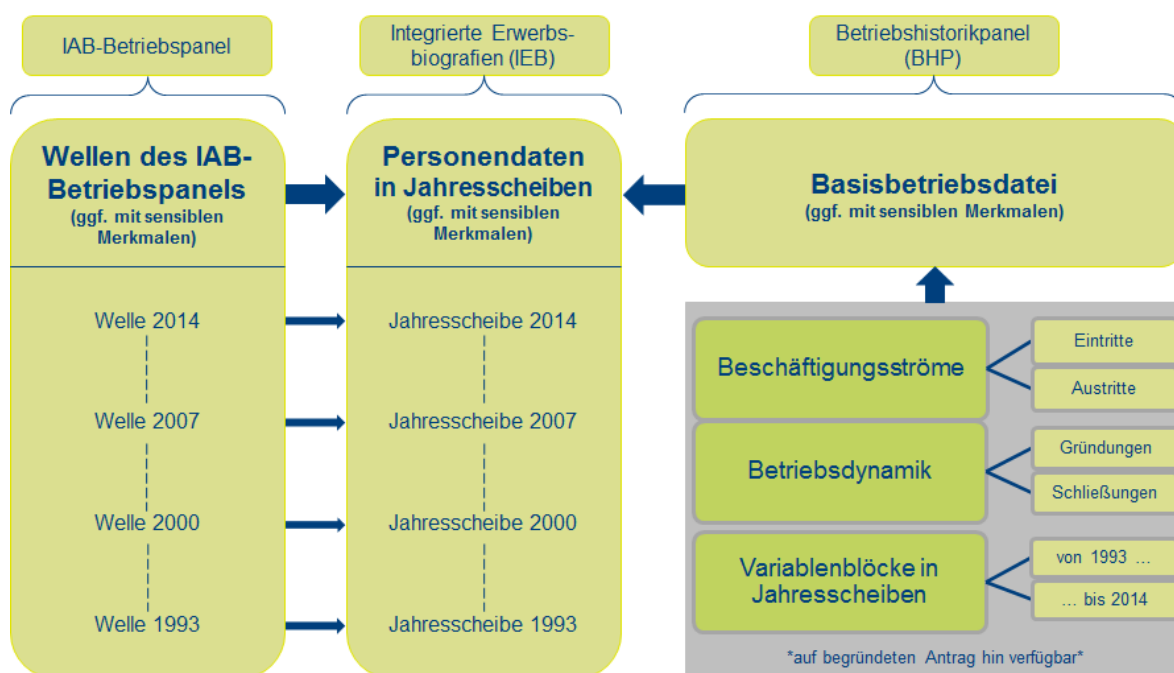 IAB-Betriebspanel
Integrierte Erwerbs-
biografien (IEB)
Betriebshistorikpanel
(BHP)
Wellen des IAB-
Betriebspanels
(ggf. mit sensiblen
Merkmalen)
Welle 2014
Welle 2007
Welle 2000
Welle 1993
Personendaten
in Jahresscheiben
(ggf. mit sensiblen
Merkmalen)
Jahresscheibe 2014
Jahresscheibe 2007
Jahresscheibe 2000
Jahresscheibe 1993
Basisbetriebsdatei
(ggf. mit sensiblen Merkmalen)
Beschäftigungsströme
Eintritte
Austritte
Betriebsdynamik
Gründungen
Schließungen
Variablenblöcke in
Jahresscheiben
von 1993 ...
... bis 2014
*auf begründeten Antrag hin verfügbar*